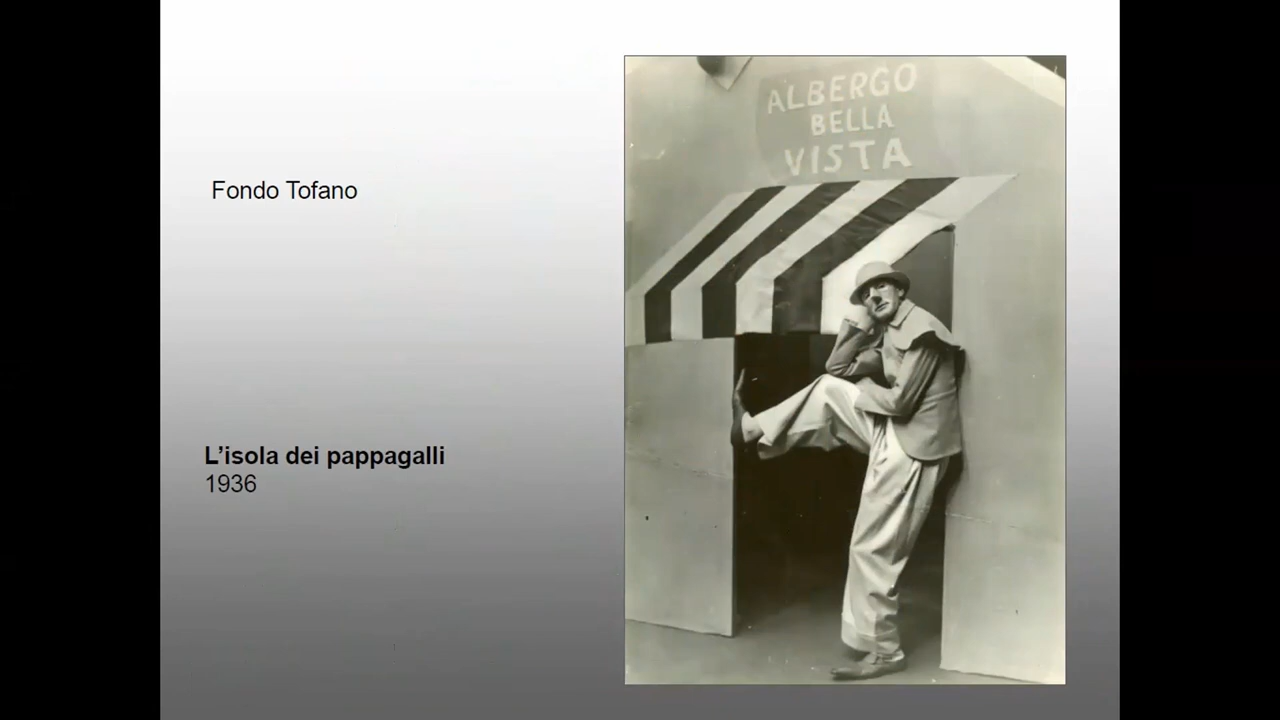 Fondo Tofano
L'isola dei pappagalli
1936
ALBERGO
BELLA
VISTA